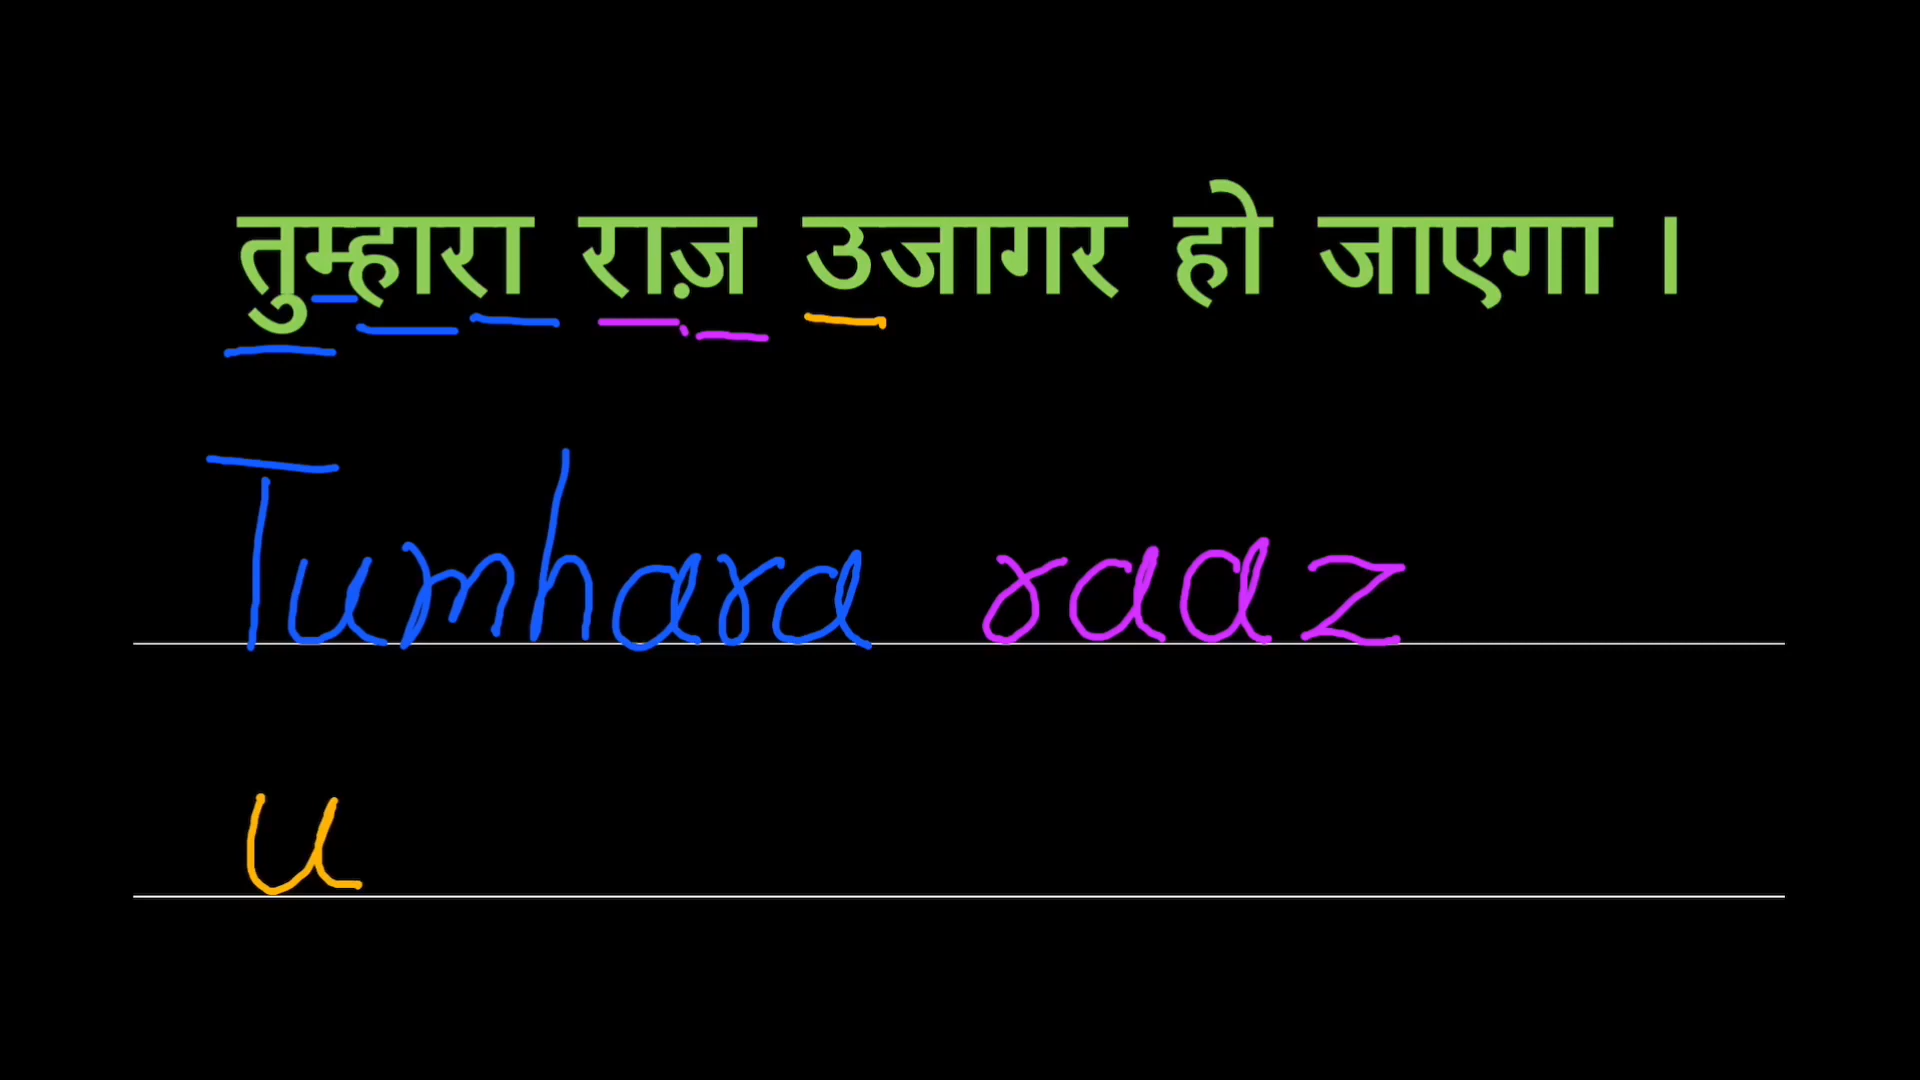 तुम्हारा राज़ उजागर हो जाएगा ।
Tumhara raaz
u